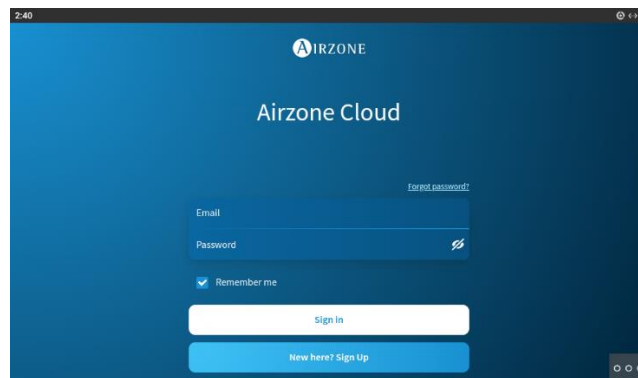 2:40
AIRZONE
Airzone Cloud
Forgot password?
Email
Password
Remember me
Sign in
New here? Sign Up